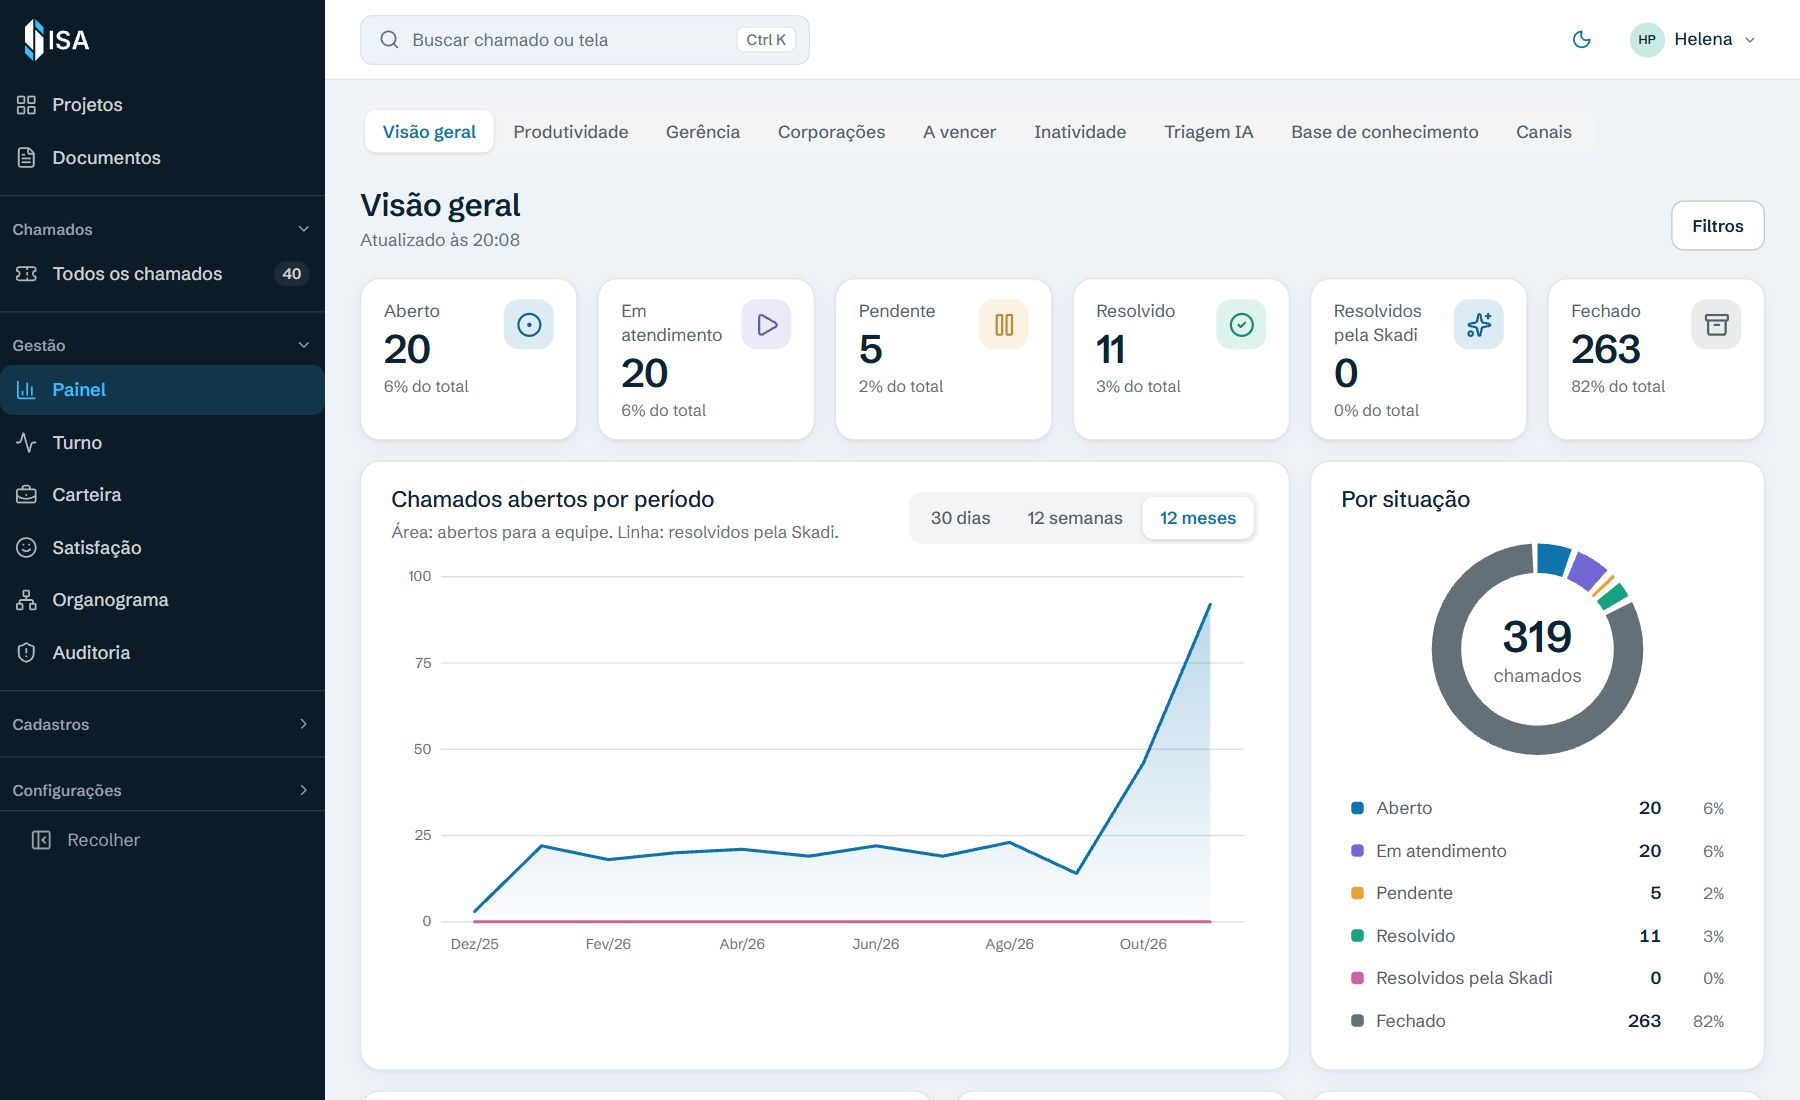 ISA
Buscar chamado ou tela
Ctrl K
HP
Helena
Projetos
Documentos
Chamados
Todos os chamados
40
Gestão
Painel
Turno
Carteira
Satisfação
Organograma
Auditoria
Cadastros
Configurações
Recolher
Visão geral
Produtividade
Gerência
Corporações
A vencer
Inatividade
Triagem IA
Base de conhecimento
Canais
Visão geral
Atualizado às 20:08
Filtros
Aberto
20
6% do total
Em
atendimento
20
6% do total
Pendente
5
2% do total
Resolvido
11
3% do total
Resolvidos
pela Skadi
0
0% do total
Fechado
263
82% do total
Chamados abertos por período
Área: abertos para a equipe. Linha: resolvidos pela Skadi.
30 dias
12 semanas
12 meses
100
75
50
25
0
Dez/25
Fev/26
Abr/26
Jun/26
Ago/26
Out/26
Por situação
319
chamados
Aberto 20 6%
Em atendimento 20 6%
Pendente 5 2%
Resolvido 11 3%
Resolvidos pela Skadi 0 0%
Fechado 263 82%